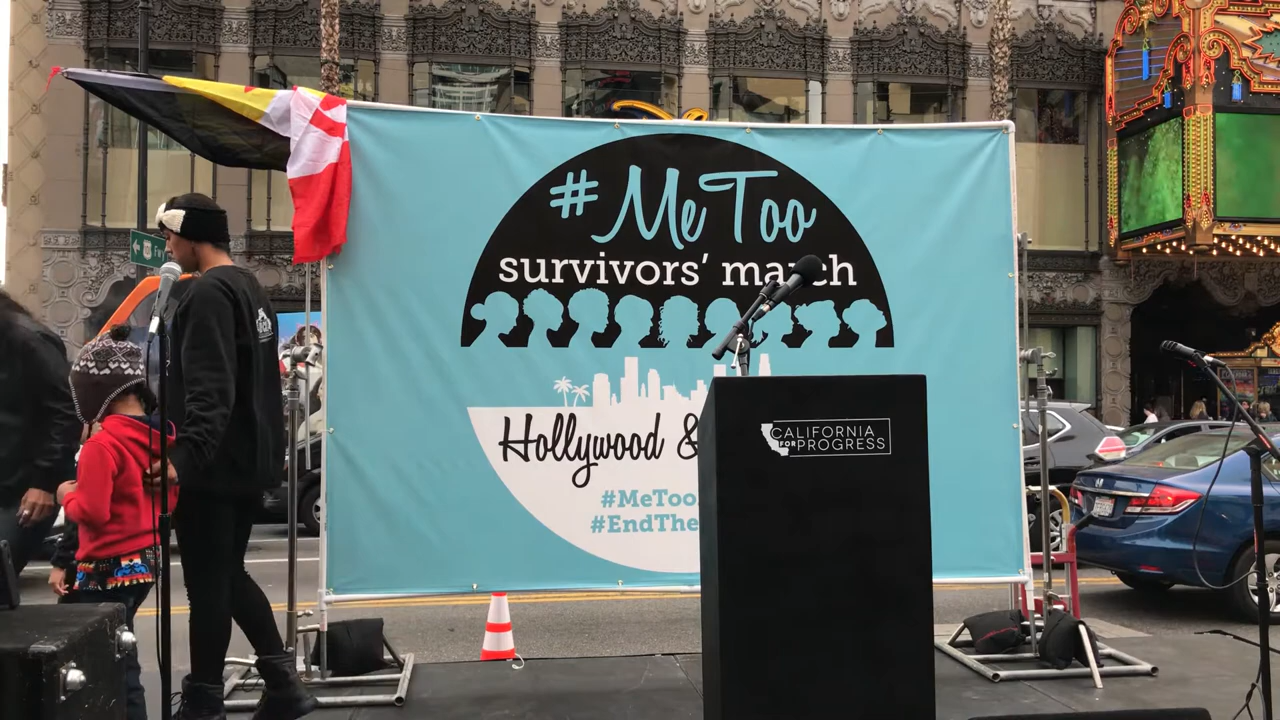 #MeToo
survivors' march
Hollywood &
#MeToo
#EndThe
CALIFORNIA
FOR PROGRESS